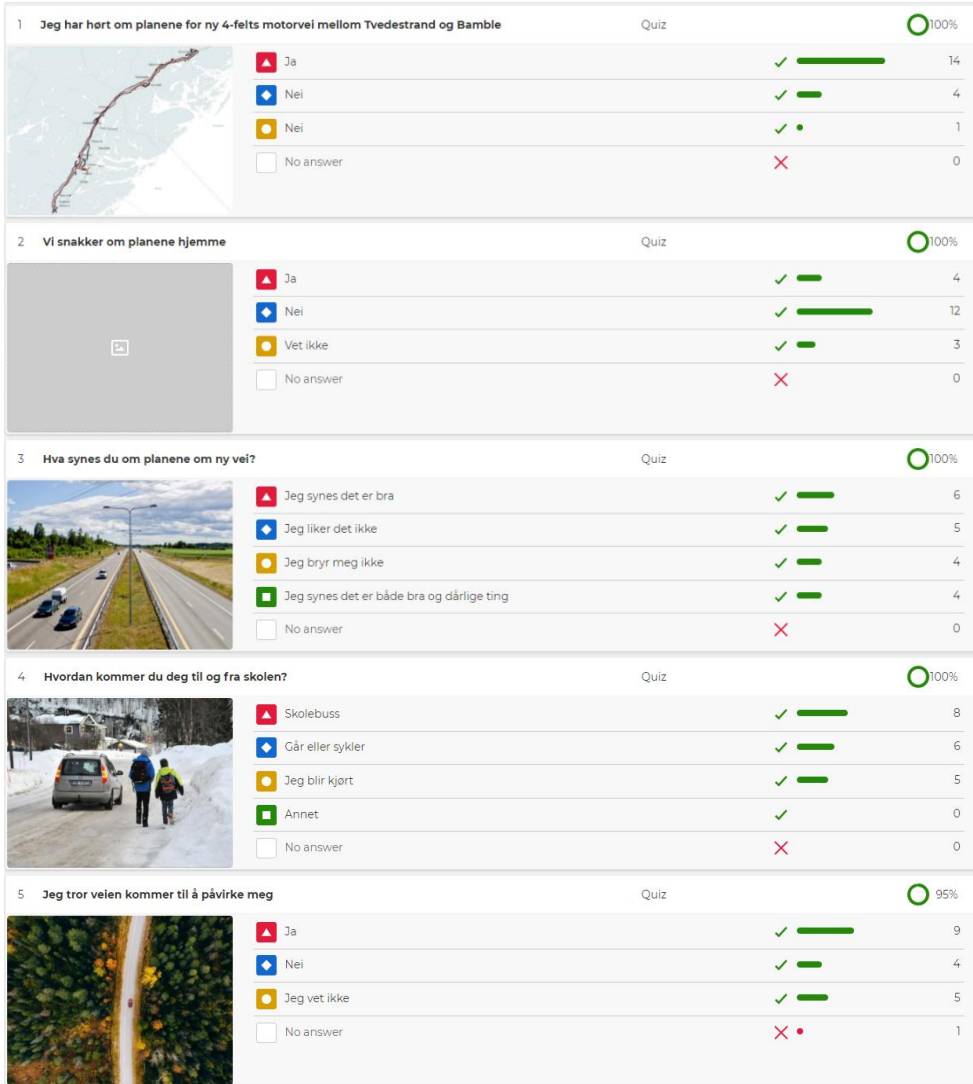 1 Jeg har hørt om planene for ny 4-felts motorvei mellom Tvedestrand og Bamble Quiz 100%
Ja 14
Nei 4
Nei 1
No answer 0
2 Vi snakker om planene hjemme Quiz 100%
Ja 4
Nei 12
Vet ikke 3
No answer 0
3 Hva synes du om planene om ny vei? Quiz 100%
Jeg synes det er bra 6
Jeg liker det ikke 5
Jeg bryr meg ikke 4
Jeg synes det er både bra og dårlige ting 4
No answer 0
4 Hvordan kommer du deg til og fra skolen? Quiz 100%
Skolebuss 8
Går eller sykler 6
Jeg blir kjørt 5
Annet 0
No answer 0
5 Jeg tror veien kommer til å påvirke meg Quiz 95%
Ja 9
Nei 4
Jeg vet ikke 5
No answer 1